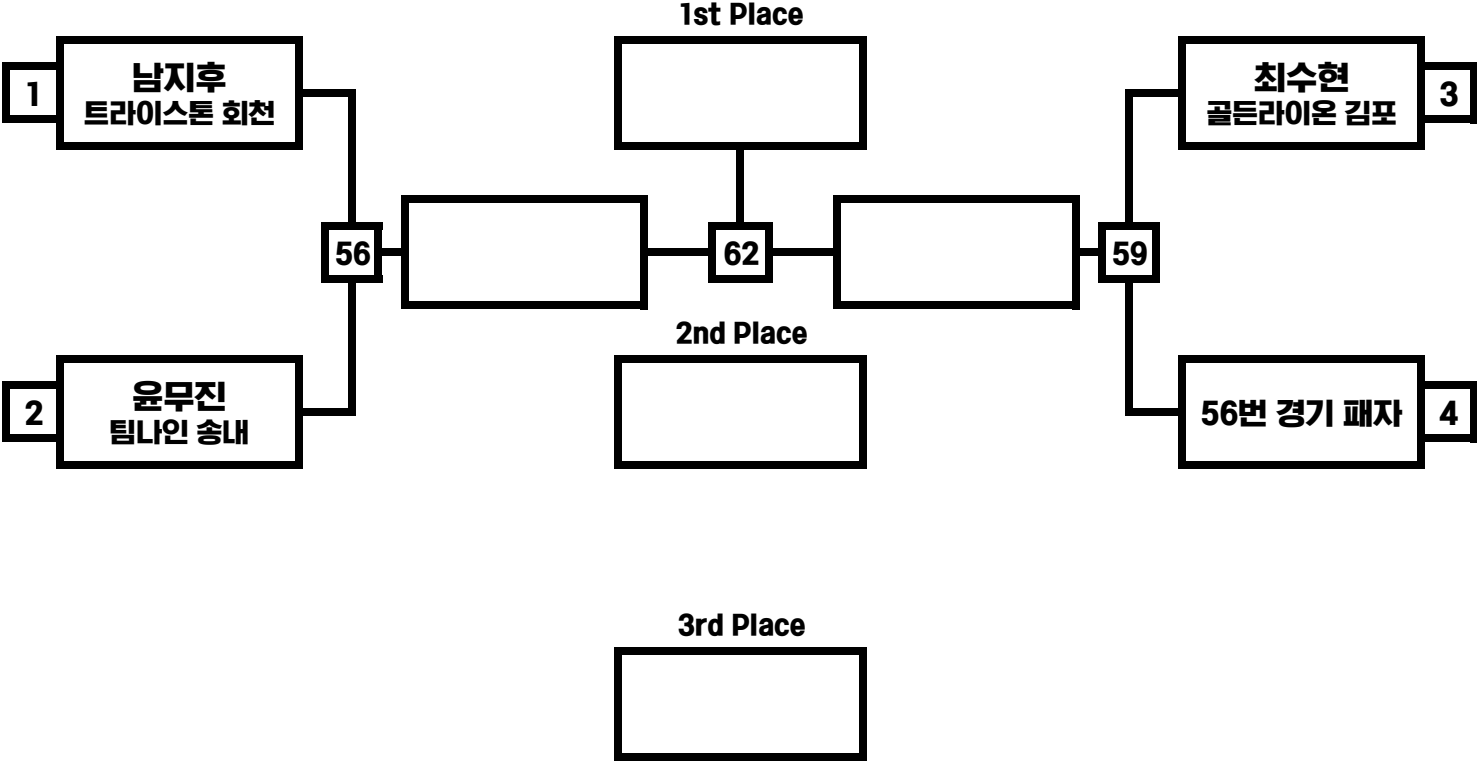 1st Place
1
남지후
트라이스톤 회천
최수현
골든라이온 김포
3
56
62
59
2nd Place
2
윤무진
팀나인 송내
56번 경기 패자
4
3rd Place